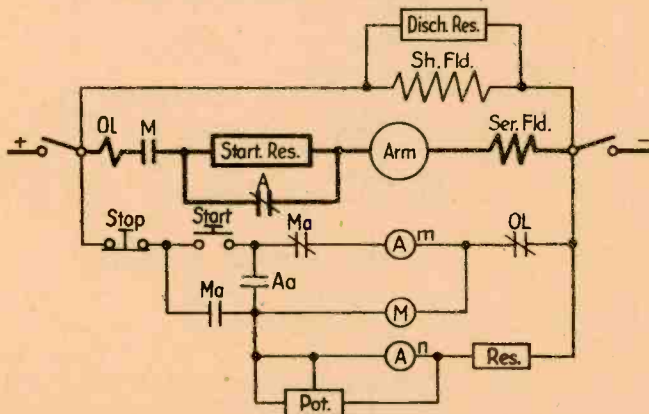 Disch. Res.
Sh. Fld.
+ OL M Start. Res. Arm Ser. Fld. -
A
Stop Start Ma A m OL
Ma Aa M
A n Res.
Pot.